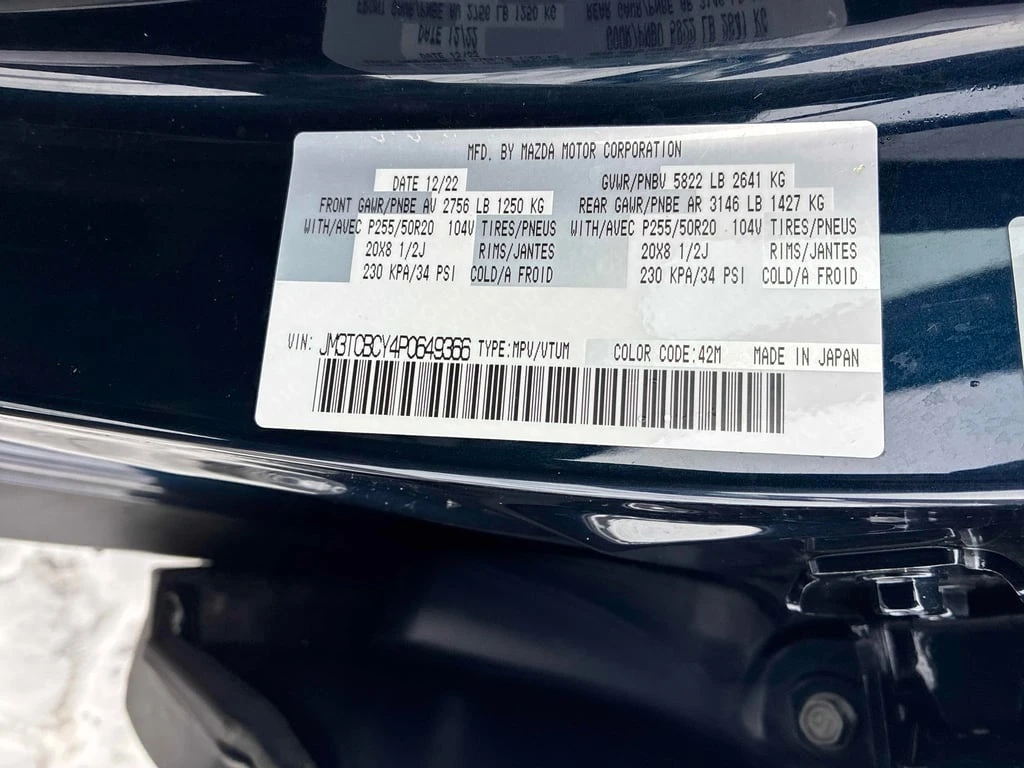 MFD. BY MAZDA MOTOR CORPORATION
DATE 12/22 GVWR/PNBV 5822 LB 2641 KG
FRONT GAWR/PNBE AV 2756 LB 1250 KG REAR GAWR/PNBE AR 3146 LB 1427 KG
WITH/AVEC P255/50R20 104V TIRES/PNEUS WITH/AVEC P255/50R20 104V TIRES/PNEUS
20X8 1/2J RIMS/JANTES 20X8 1/2J RIMS/JANTES
230 KPA/34 PSI COLD/A FROID 230 KPA/34 PSI COLD/A FROID
VIN: JM3TCBCY4P0649366 TYPE:MPV/VTUM COLOR CODE:42M MADE IN JAPAN